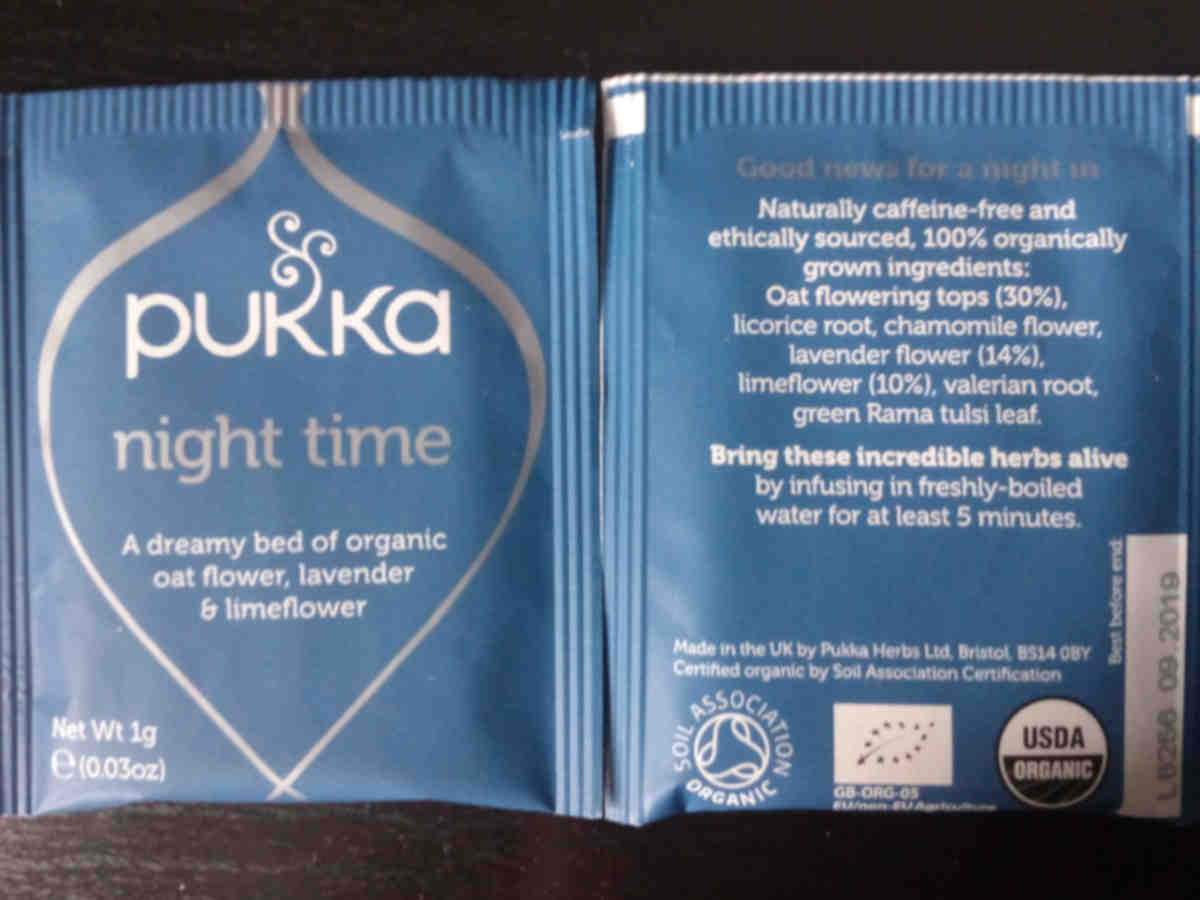 pukka
night time
A dreamy bed of organic
oat flower, lavender
& limeflower
Net Wt 1g
e (0.03oz)
Good news for a night in
Naturally caffeine-free and
ethically sourced, 100% organically
grown ingredients:
Oat flowering tops (30%),
licorice root, chamomile flower,
lavender flower (14%),
limeflower (10%), valerian root,
green Rama tulsi leaf.
Bring these incredible herbs alive
by infusing in freshly-boiled
water for at least 5 minutes.
Best before end:
LB256 09 2019
Made in the UK by Pukka Herbs Ltd, Bristol, BS14 0BY
Certified organic by Soil Association Certification
SOIL ASSOCIATION
ORGANIC
GB-ORG-05
EU/non-EU Agriculture
USDA
ORGANIC